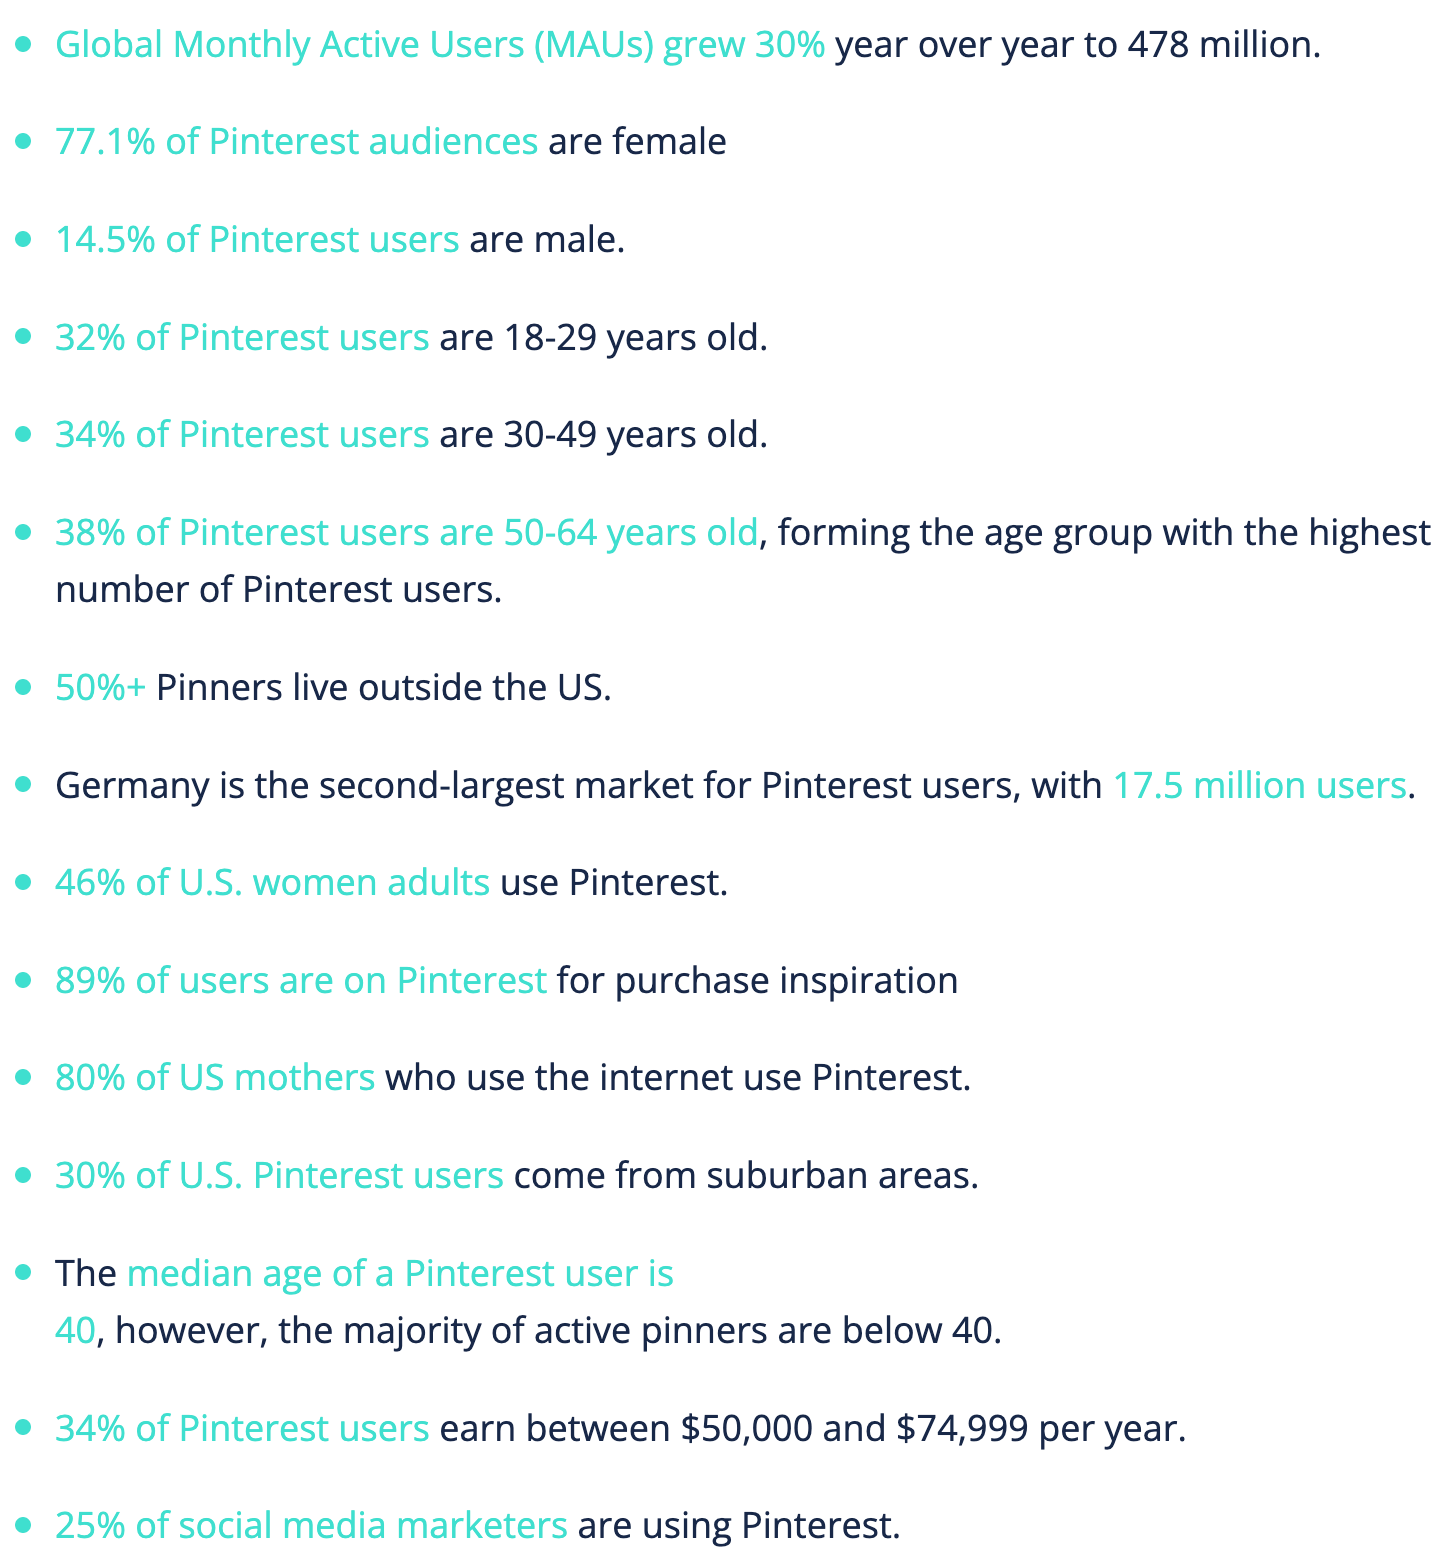 Global Monthly Active Users (MAUs) grew 30% year over year to 478 million.
77.1% of Pinterest audiences are female
14.5% of Pinterest users are male.
32% of Pinterest users are 18-29 years old.
34% of Pinterest users are 30-49 years old.
38% of Pinterest users are 50-64 years old, forming the age group with the highest
number of Pinterest users.
50%+ Pinners live outside the US.
Germany is the second-largest market for Pinterest users, with 17.5 million users.
46% of U.S. women adults use Pinterest.
89% of users are on Pinterest for purchase inspiration
80% of US mothers who use the internet use Pinterest.
30% of U.S. Pinterest users come from suburban areas.
The median age of a Pinterest user is
40, however, the majority of active pinners are below 40.
34% of Pinterest users earn between $50,000 and $74,999 per year.
25% of social media marketers are using Pinterest.